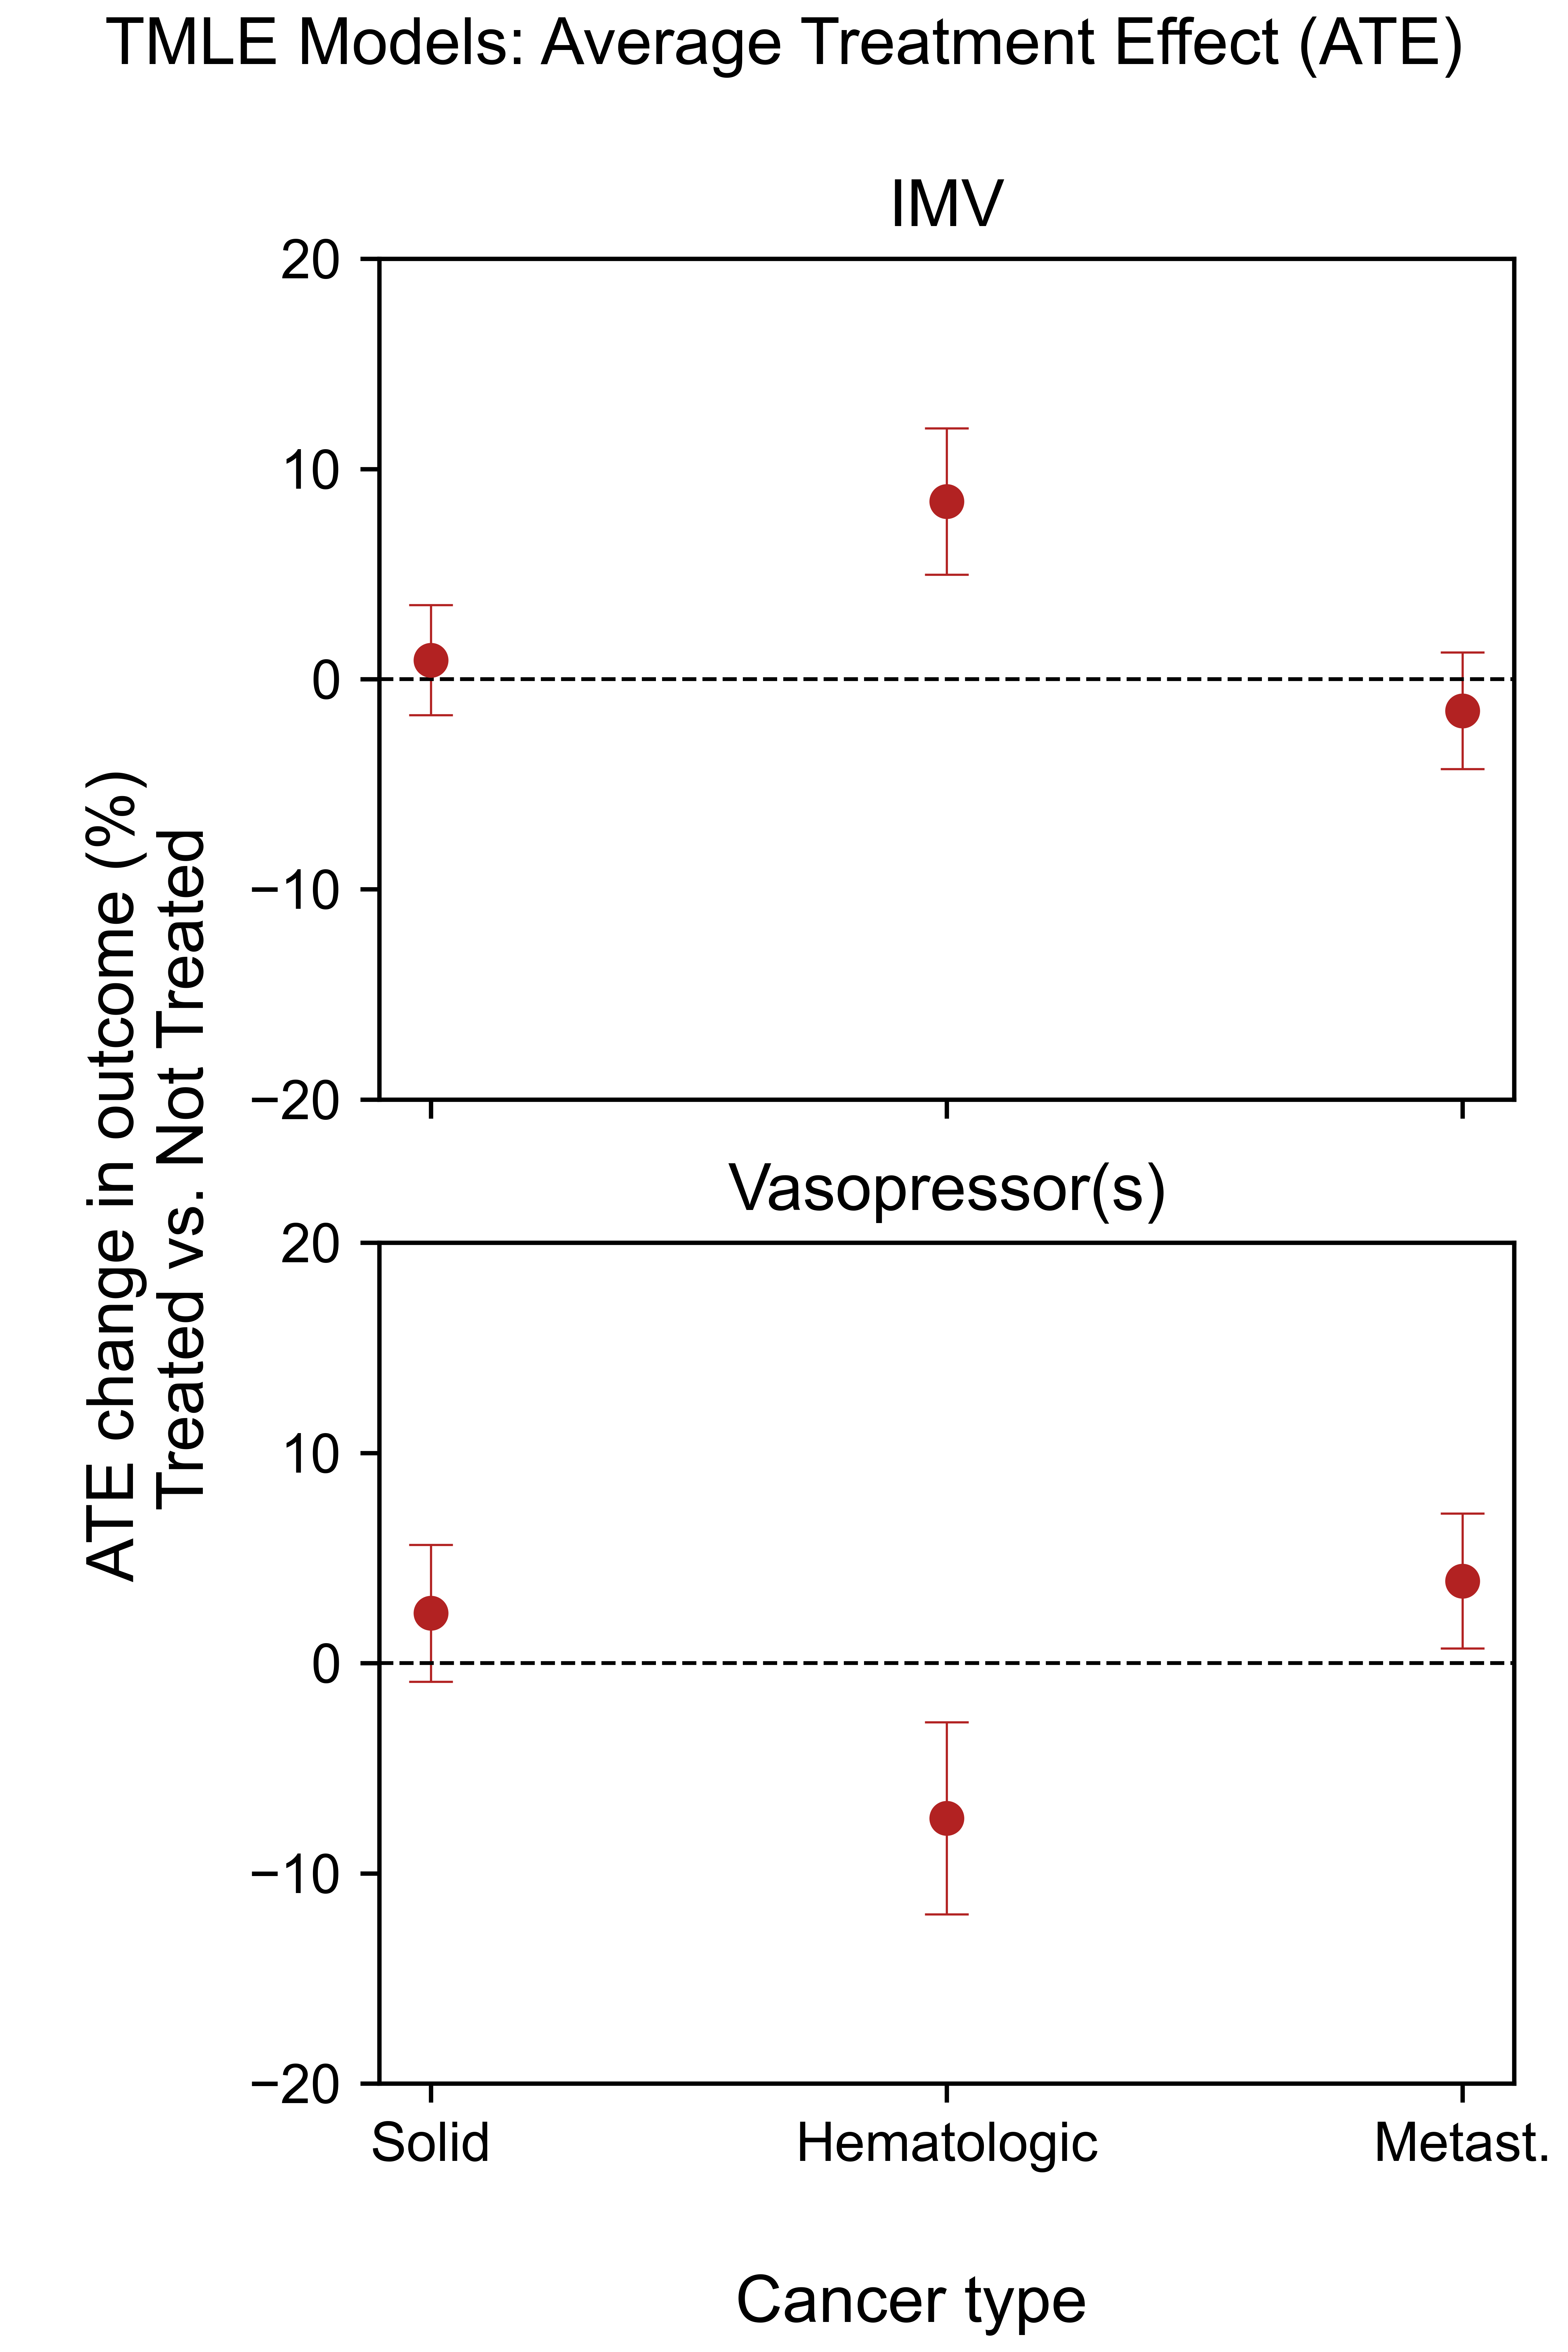 TMLE Models: Average Treatment Effect (ATE)
IMV
20
10
0
−10
−20
ATE change in outcome (%)
Treated vs. Not Treated
Vasopressor(s)
20
10
0
−10
−20
Solid
Hematologic
Metast.
Cancer type